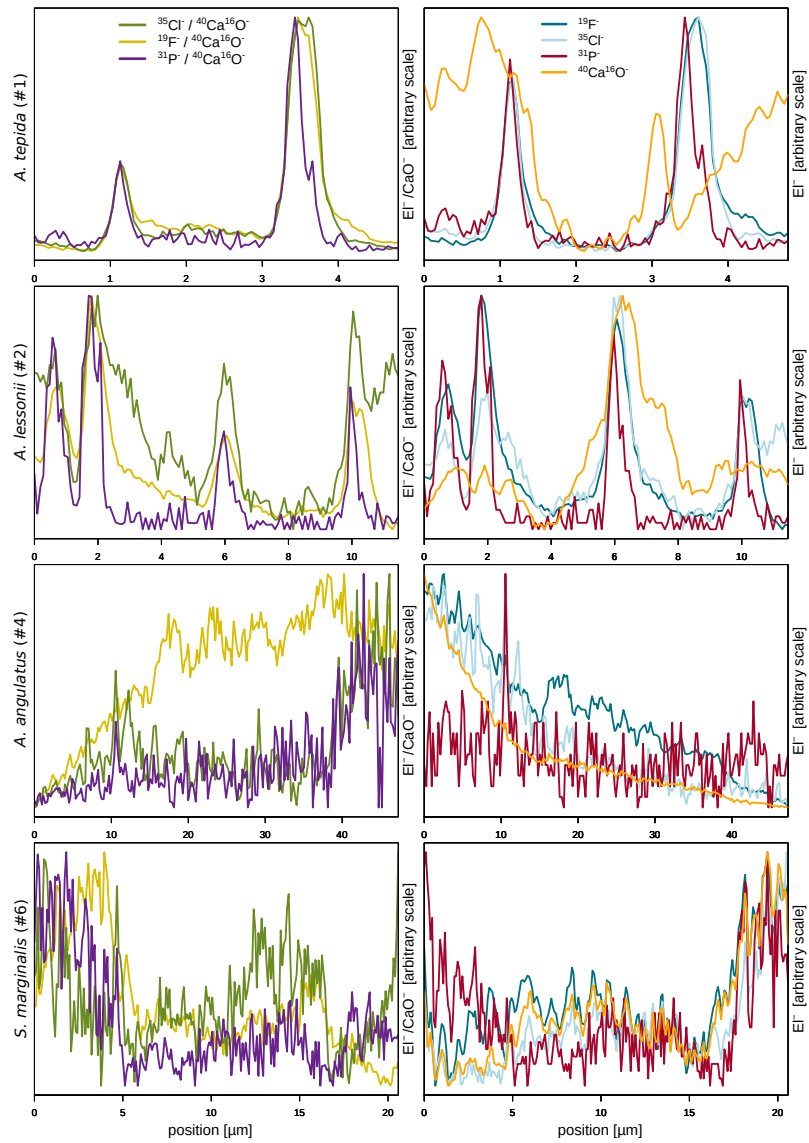 ³⁵Cl⁻ / ⁴⁰Ca¹⁶O⁻
¹⁹F⁻ / ⁴⁰Ca¹⁶O⁻
³¹P⁻ / ⁴⁰Ca¹⁶O⁻
A. tepida (#1)
0 1 2 3 4
El⁻ /CaO⁻ [arbitrary scale]
¹⁹F⁻
³⁵Cl⁻
³¹P⁻
⁴⁰Ca¹⁶O⁻
0 1 2 3 4
El⁻ [arbitrary scale]
A. lessonii (#2)
0 2 4 6 8 10
El⁻ /CaO⁻ [arbitrary scale]
0 2 4 6 8 10
El⁻ [arbitrary scale]
A. angulatus (#4)
0 10 20 30 40
El⁻ /CaO⁻ [arbitrary scale]
0 10 20 30 40
El⁻ [arbitrary scale]
S. marginalis (#6)
0 5 10 15 20
position [µm]
El⁻ /CaO⁻ [arbitrary scale]
0 5 10 15 20
position [µm]
El⁻ [arbitrary scale]